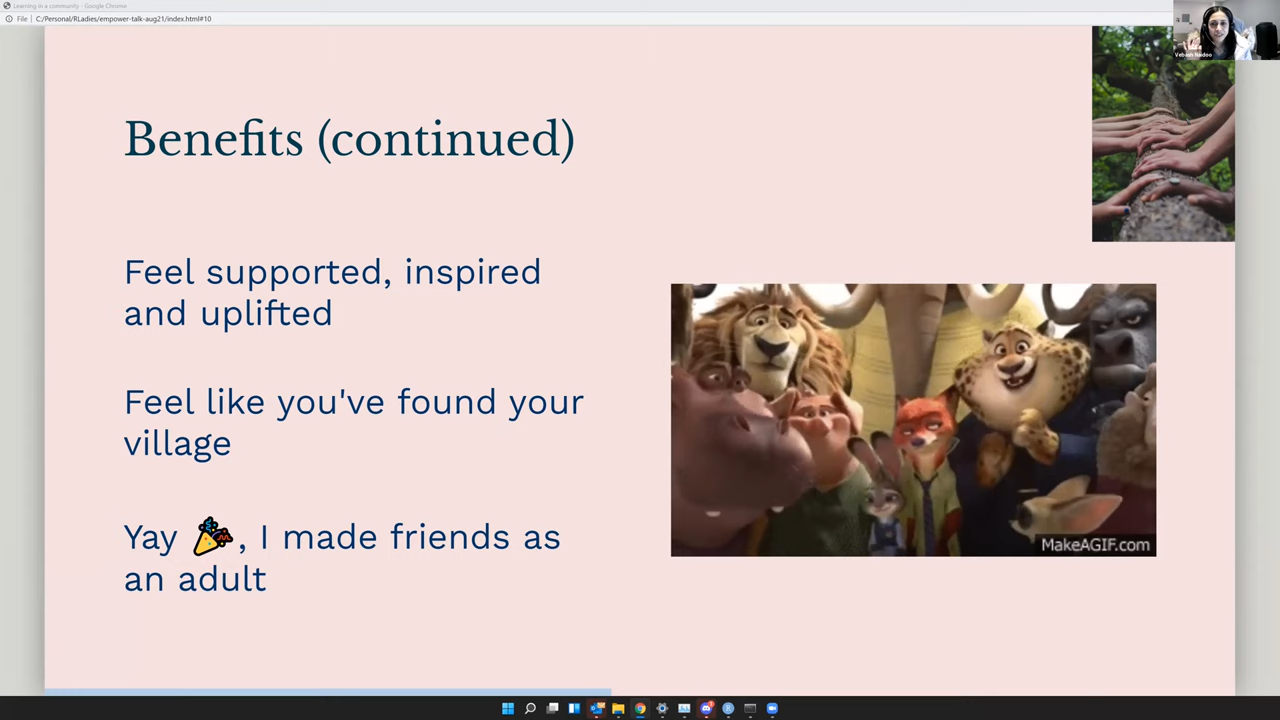 Learning in a community - Google Chrome
File
C:/Personal/RLadies/empower-talk-aug21/index.html#10
Vebash Naidoo
Benefits (continued)
Feel supported, inspired
and uplifted
Feel like you've found your
village
Yay 🎉, I made friends as
an adult
MakeAGIF.com